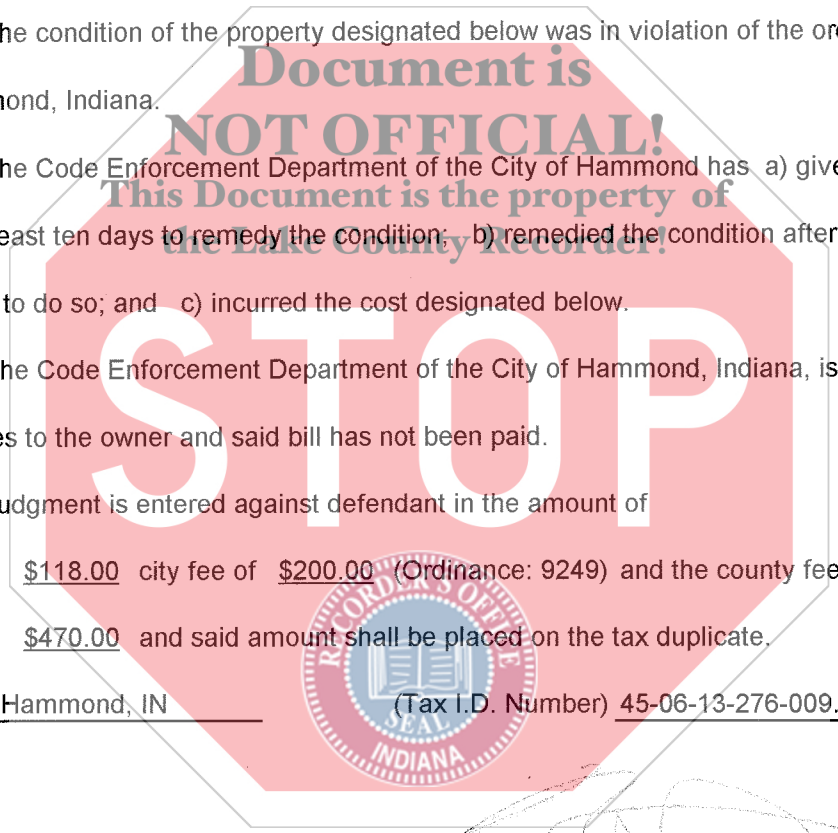 he condition of the property designated below was in violation of the or
Document is
ond, Indiana.
NOT OFFICIAL!
he Code Enforcement Department of the City of Hammond has a) give
This Document is the property of
east ten days to remedy the condition; b) remedied the condition after
the Lake County Recorder!
to do so; and c) incurred the cost designated below.
STOP
he Code Enforcement Department of the City of Hammond, Indiana, is
es to the owner and said bill has not been paid.
udgment is entered against defendant in the amount of
$118.00 city fee of $200.00 (Ordinance: 9249) and the county fee
$470.00 and said amount shall be placed on the tax duplicate.
Hammond, IN (Tax I.D. Number) 45-06-13-276-009.
RECORDER'S OFFICE
SEAL
INDIANA